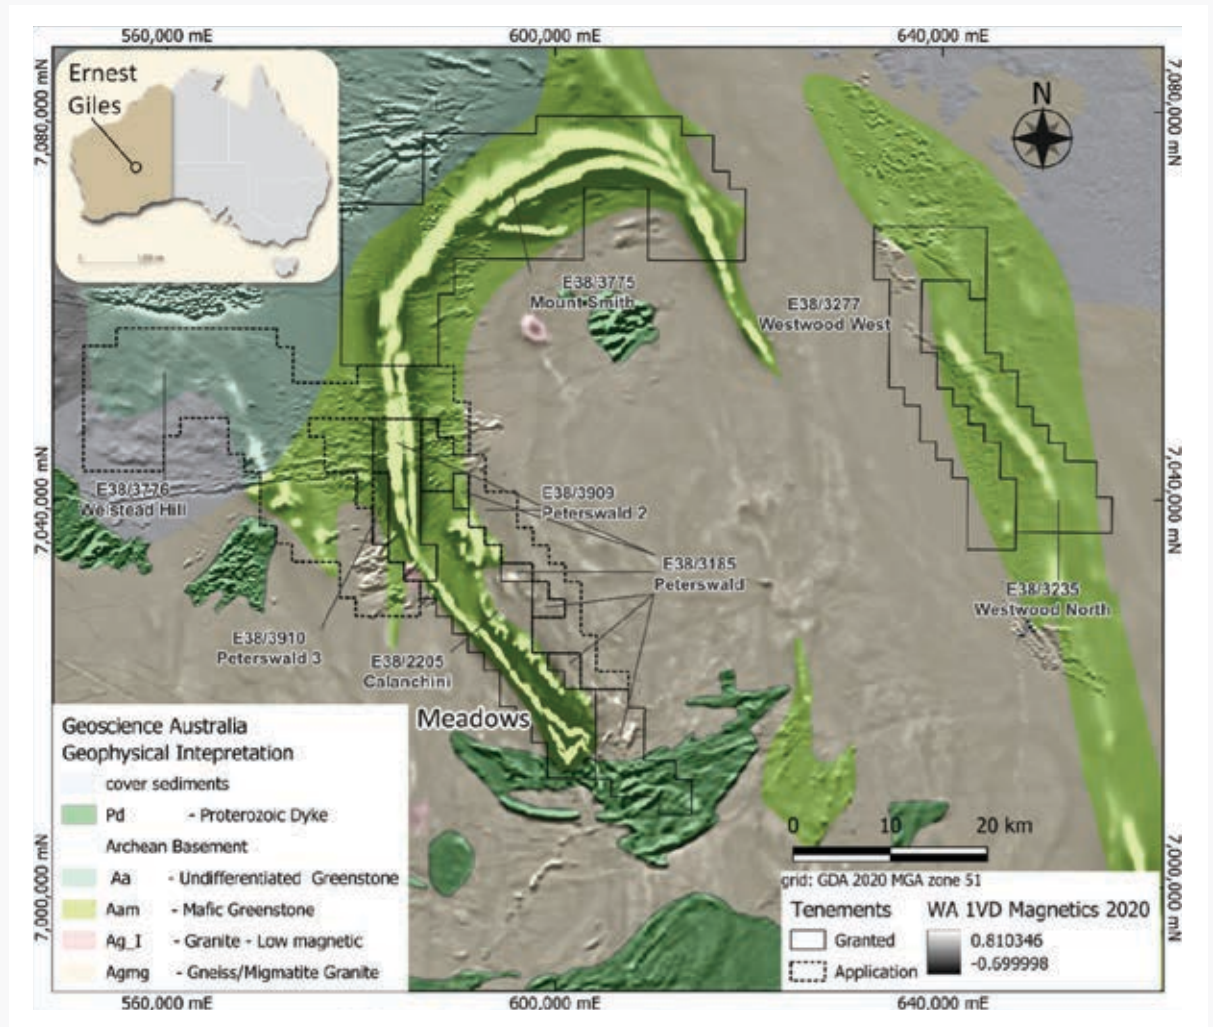 560,000 mE
600,000 mE
640,000 mE
7,080,000 mN
7,080,000 mN
Ernest
Giles
N
E38/3775
Mount Smith
E38/3277
Westwood West
7,040,000 mN
7,040,000 mN
E38/3776
Welstead Hill
E38/3909
Peterswald 2
E38/3185
Peterswald
E38/3235
Westwood North
E38/3910
Peterswald 3
E38/2205
Calanchini
Meadows
Geoscience Australia
Geophysical Intepretation
cover sediments
Pd - Proterozoic Dyke
Archean Basement
Aa - Undifferentiated Greenstone
Aam - Mafic Greenstone
Ag_I - Granite - Low magnetic
Agmg - Gneiss/Migmatite Granite
0 10 20 km
grid: GDA 2020 MGA zone 51
Tenements
Granted
Application
WA 1VD Magnetics 2020
0.810346
-0.699998
7,000,000 mN
7,000,000 mN
560,000 mE
600,000 mE
640,000 mE